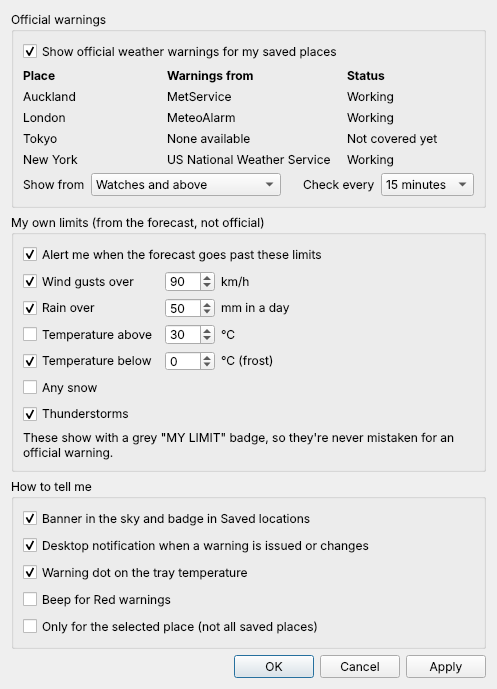 Official warnings
Show official weather warnings for my saved places
Place Warnings from Status
Auckland MetService Working
London MeteoAlarm Working
Tokyo None available Not covered yet
New York US National Weather Service Working
Show from Watches and above Check every 15 minutes
My own limits (from the forecast, not official)
Alert me when the forecast goes past these limits
Wind gusts over 90 km/h
Rain over 50 mm in a day
Temperature above 30 °C
Temperature below 0 °C (frost)
Any snow
Thunderstorms
These show with a grey "MY LIMIT" badge, so they're never mistaken for an
official warning.
How to tell me
Banner in the sky and badge in Saved locations
Desktop notification when a warning is issued or changes
Warning dot on the tray temperature
Beep for Red warnings
Only for the selected place (not all saved places)
OK Cancel Apply